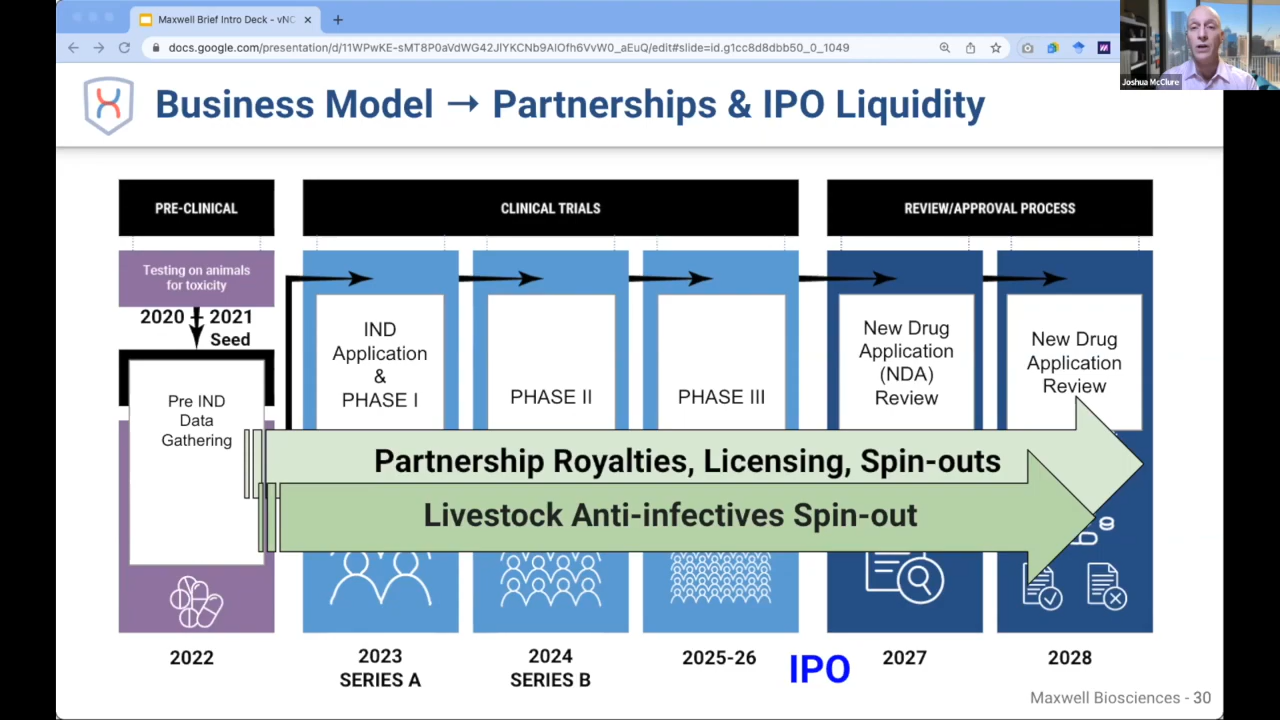 Maxwell Brief Intro Deck - vNC
docs.google.com/presentation/d/11WPwKE-sMT8P0aVdWG42JIYKCNb9AiOfh6VvW0_aEuQ/edit#slide=id.g1cc8d8dbb50_0_1049
Joshua McClure
Business Model → Partnerships & IPO Liquidity
PRE-CLINICAL
CLINICAL TRIALS
REVIEW/APPROVAL PROCESS
Testing on animals
for toxicity
2020 - 2021
Seed
Pre IND
Data
Gathering
IND
Application
&
PHASE I
PHASE II
PHASE III
New Drug
Application
(NDA)
Review
New Drug
Application
Review
Partnership Royalties, Licensing, Spin-outs
Livestock Anti-infectives Spin-out
2022
2023
SERIES A
2024
SERIES B
2025-26
IPO
2027
2028
Maxwell Biosciences - 30